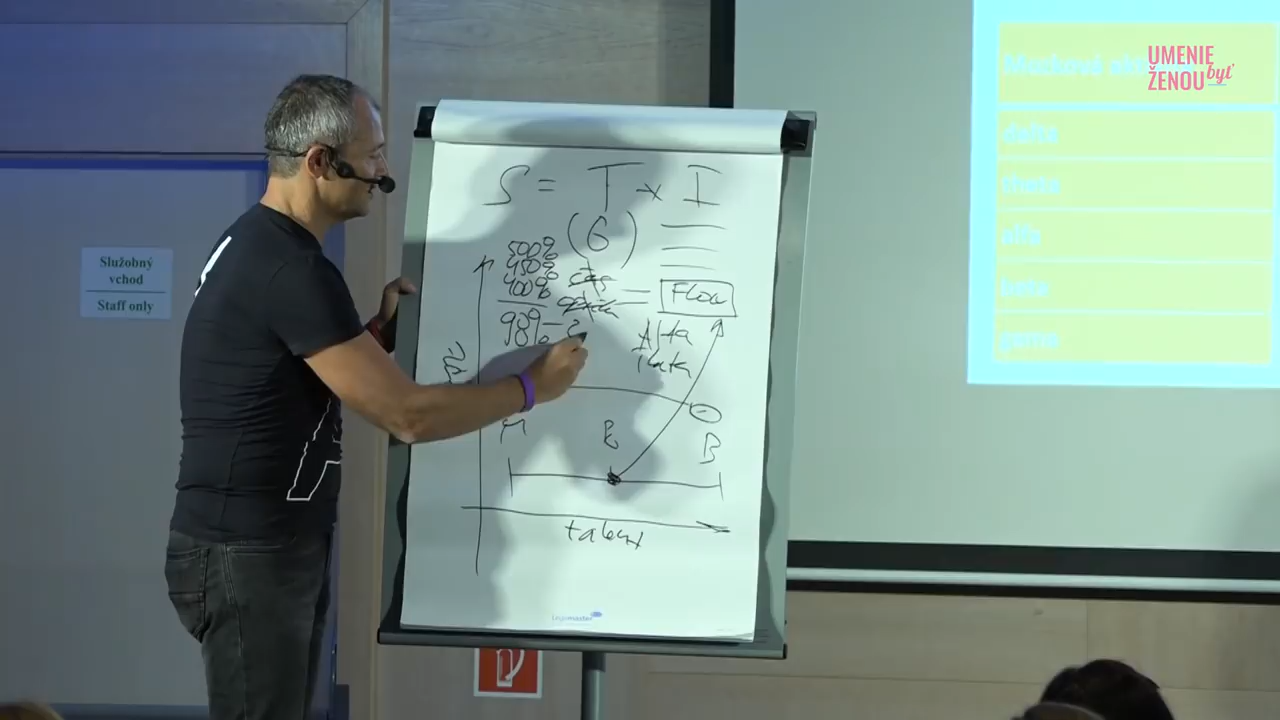 UMENIE
ŽENOU byť
delta
theta
alfa
beta
gama
Služobný
vchod
Staff only
S = T x I
(G)
500%
450%
400%
98%
Flow
Alfa
M
E
B
talent
Legamaster